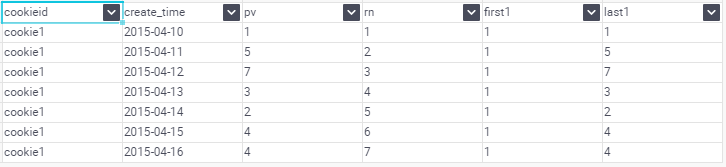 cookieid create_time pv rn first1 last1
cookie1 2015-04-10 1 1 1 1
cookie1 2015-04-11 5 2 1 5
cookie1 2015-04-12 7 3 1 7
cookie1 2015-04-13 3 4 1 3
cookie1 2015-04-14 2 5 1 2
cookie1 2015-04-15 4 6 1 4
cookie1 2015-04-16 4 7 1 4